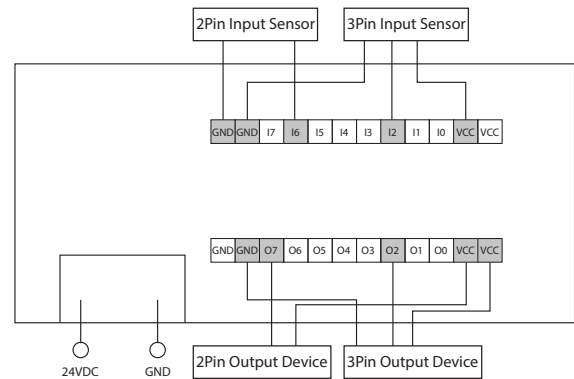 2Pin Input Sensor 3Pin Input Sensor
GND GND I7 I6 I5 I4 I3 I2 I1 I0 VCC VCC
GND GND O7 O6 O5 O4 O3 O2 O1 O0 VCC VCC
2Pin Output Device 3Pin Output Device
24VDC GND